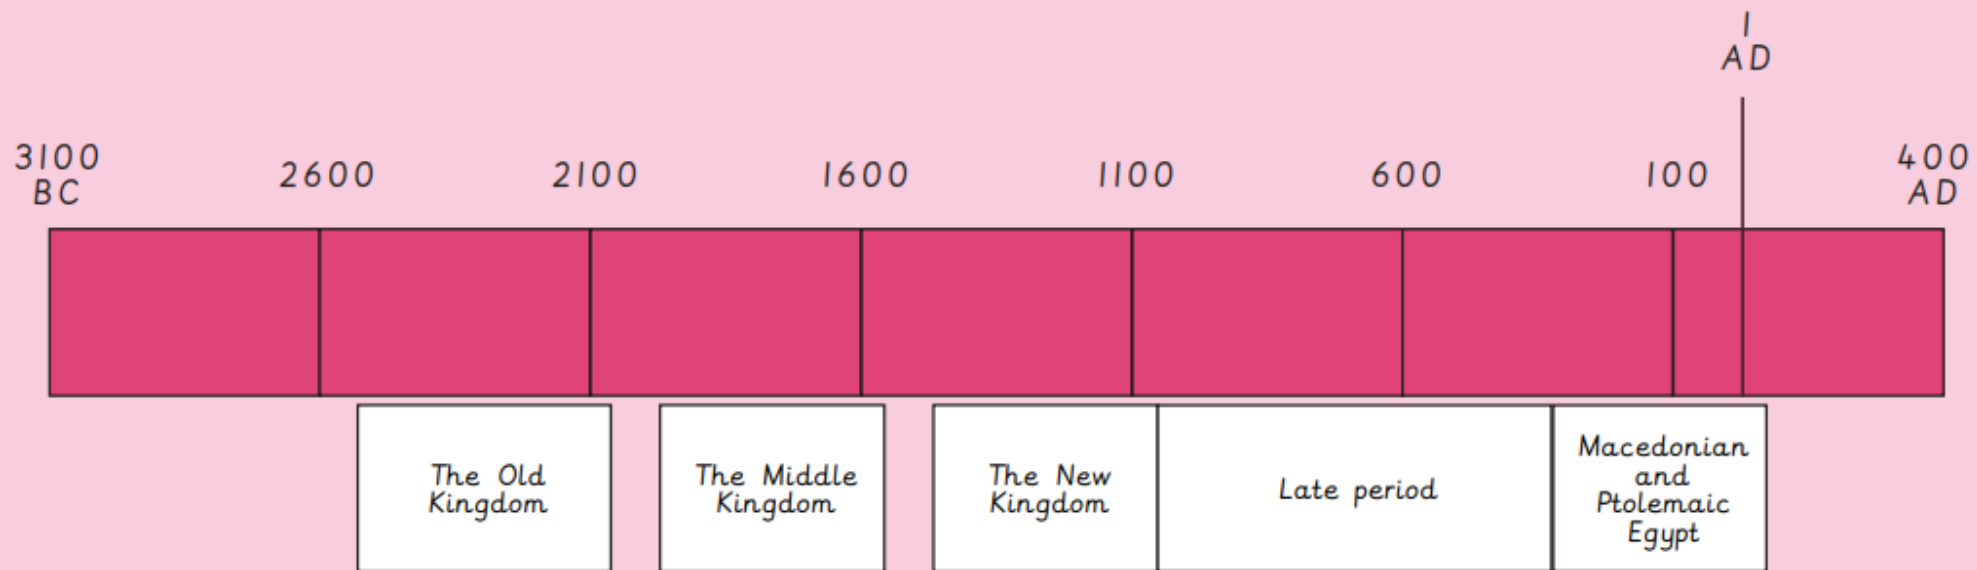 1
AD
3100
BC
2600
2100
1600
1100
600
100
400
AD
The Old
Kingdom
The Middle
Kingdom
The New
Kingdom
Late period
Macedonian
and
Ptolemaic
Egypt